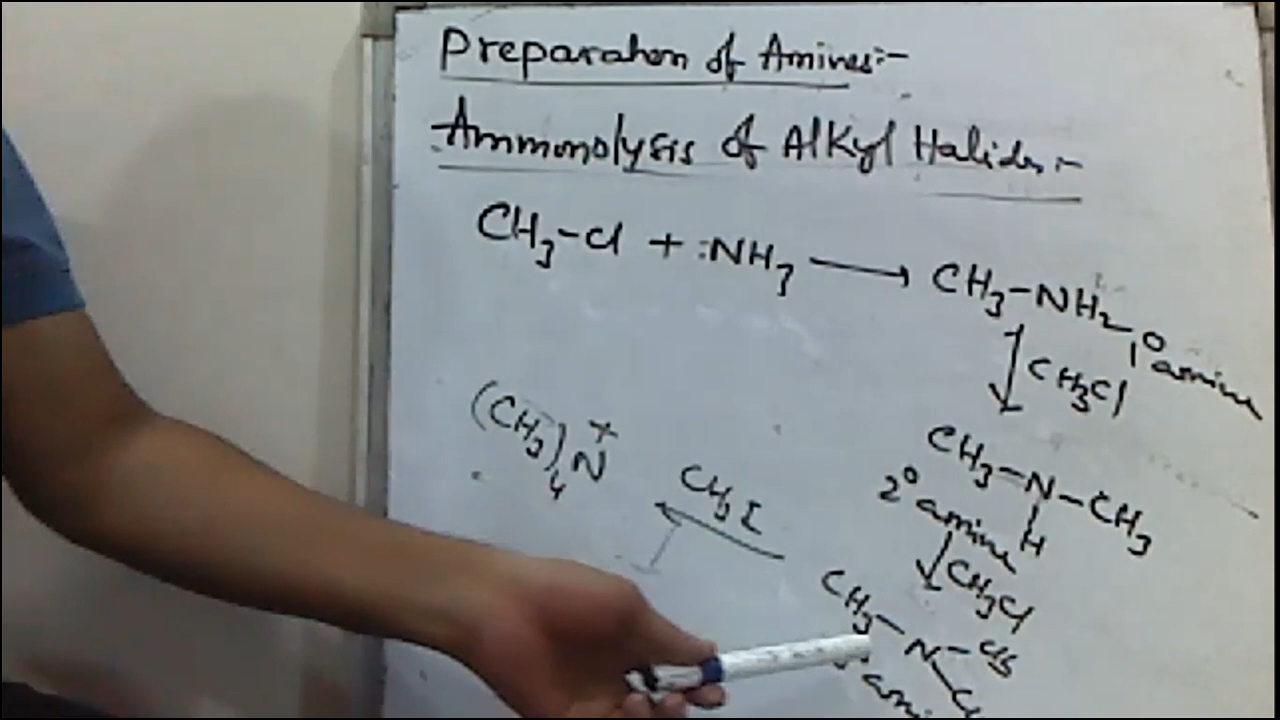 Preparation of Amines:-
Ammonolysis of Alkyl Halides:-
CH3-Cl + :NH3 → CH3-NH2
1° amine
↓ CH3Cl
CH3-N-CH3
H
2° amine
↓ CH3Cl
CH3-N
CH3I
(CH3)4N+